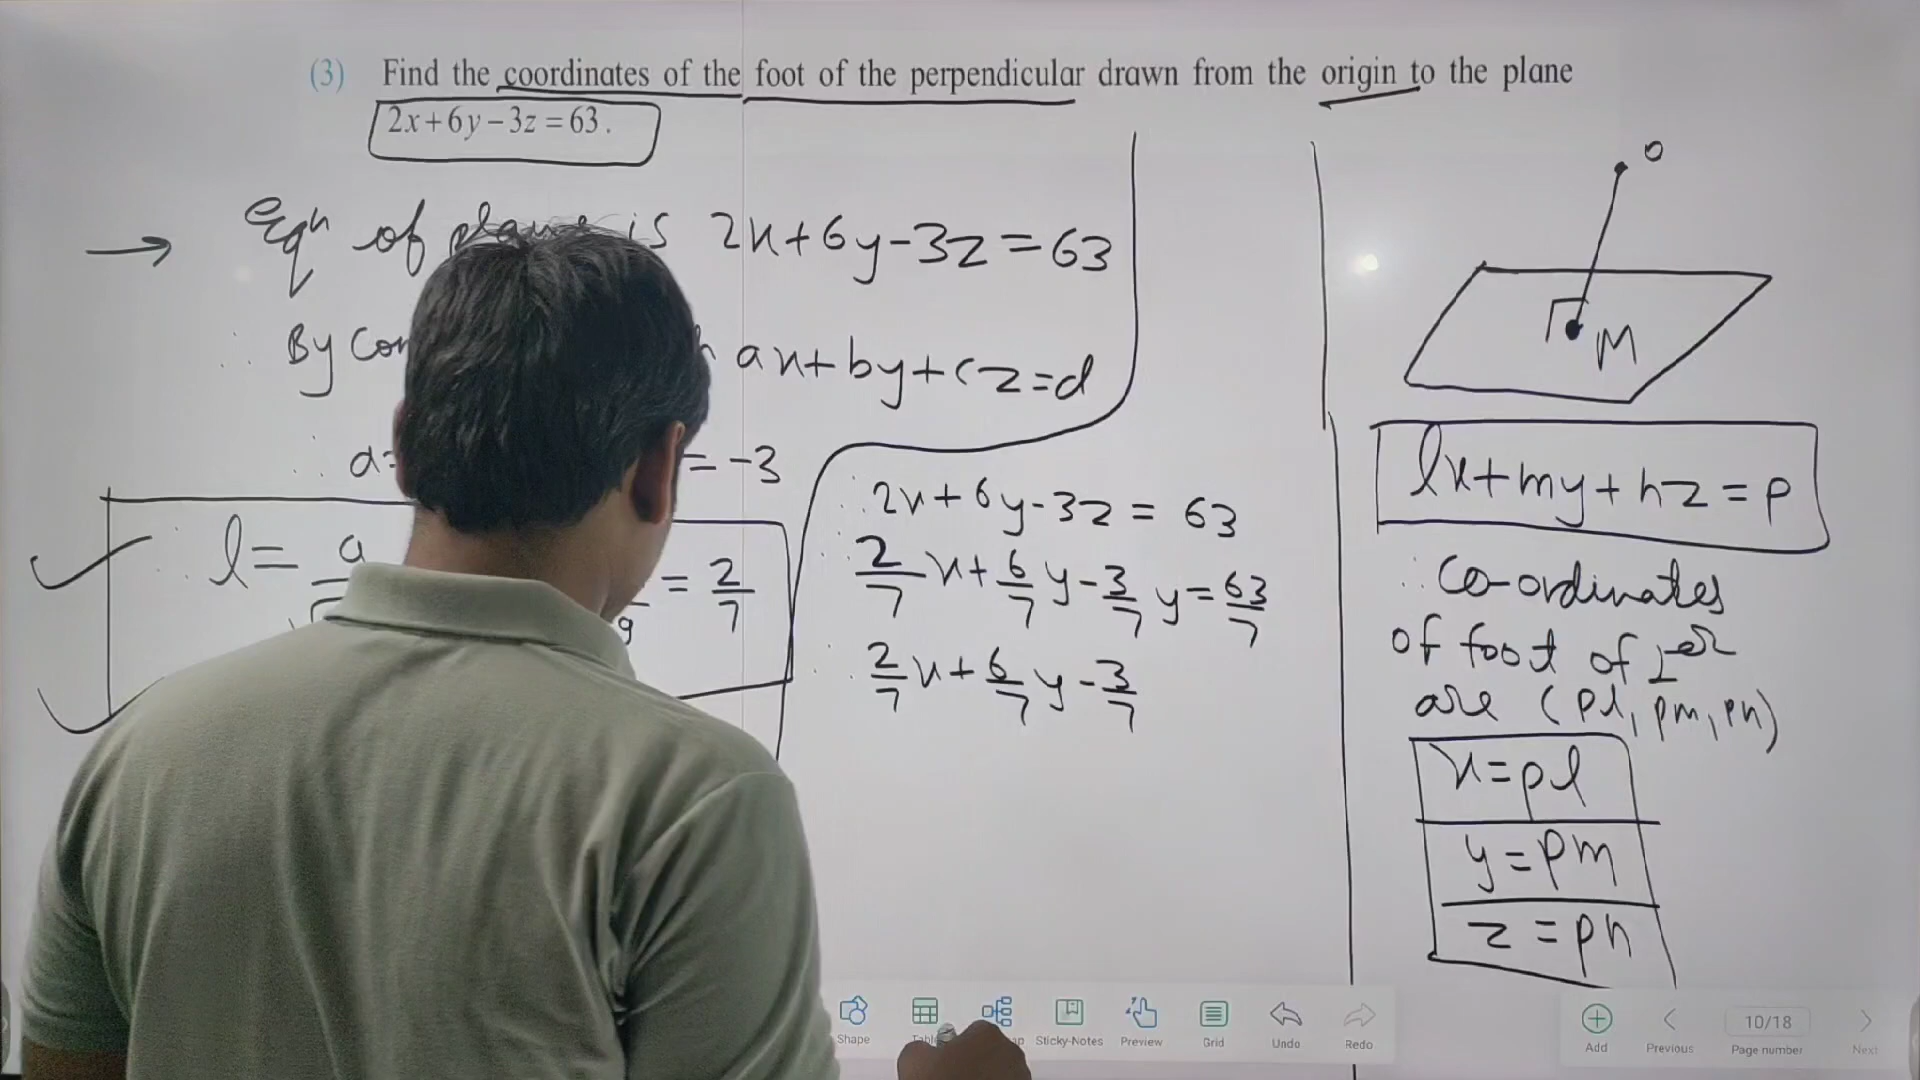 (3) Find the coordinates of the foot of the perpendicular drawn from the origin to the plane
2x+6y−3z=63.
→ Eqn of plane is 2x+6y-3z=63
∴ By ax+by+cz=d
∴ a= = -3
∴ l= a = 2/7
9
∴ 2x+6y-3z = 63
∴ 2/7 x+6/7 y-3/7 y=63/7
∴ 2/7 x+6/7 y-3/7
O
M
lx+my+nz=p
∴ Co-ordinates
of foot of ⊥er
are (pl, pm, pn)
x=pl
y=pm
z=pn
Shape
Sticky-Notes
Preview
Grid
Undo
Redo
Add
Previous
10/18
Page number
Next